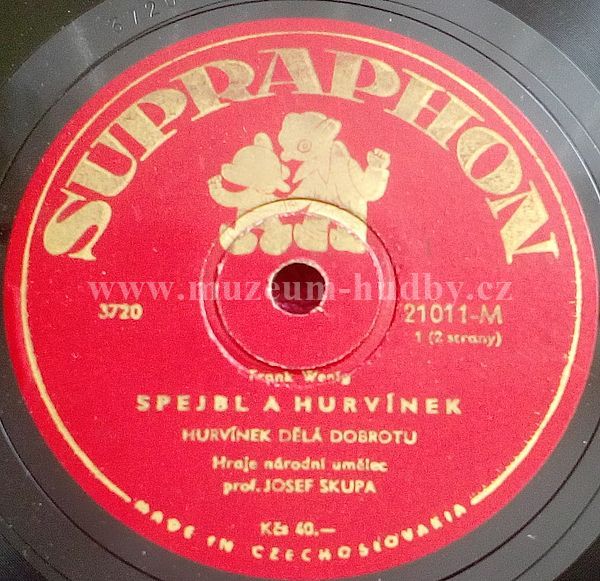 3720
SUPRAPHON
www.muzeum-hudby.cz
3720
21011-M
1 (2 strany)
Frank Wenig
SPEJBL A HURVÍNEK
HURVÍNEK DĚLÁ DOBROTU
Hraje národní umělec
prof. JOSEF SKUPA
Kčs 40.—
MADE IN CZECHOSLOVAKIA